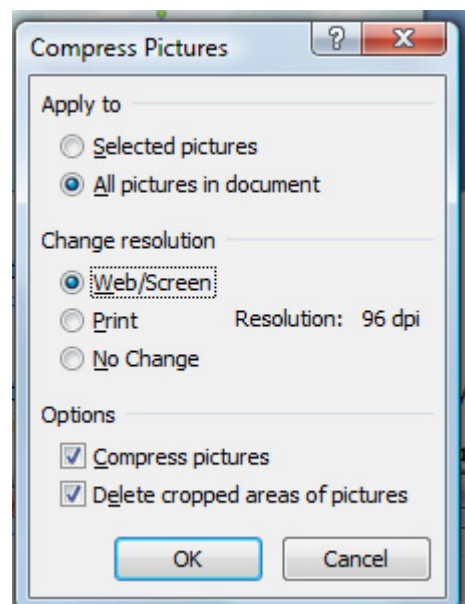 Compress Pictures
Apply to
Selected pictures
All pictures in document
Change resolution
Web/Screen
Print Resolution: 96 dpi
No Change
Options
Compress pictures
Delete cropped areas of pictures
OK Cancel